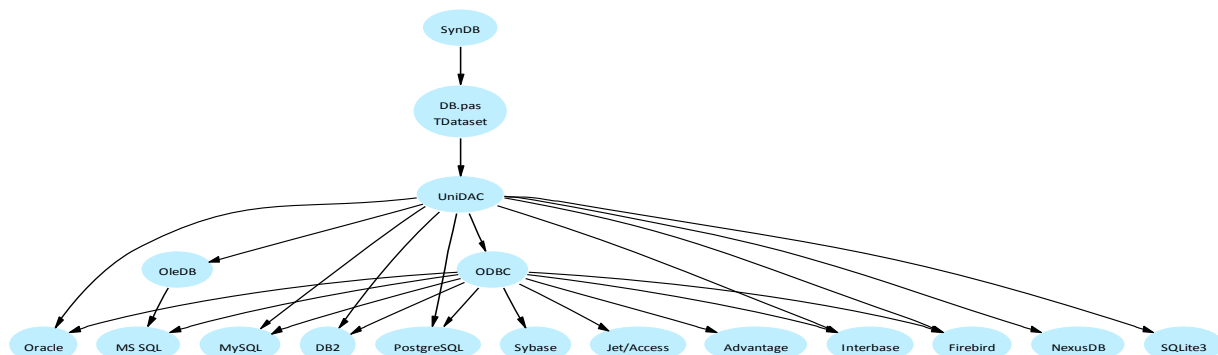 SynDB
DB.pas
TDataset
UniDAC
OleDB
ODBC
Oracle
MS SQL
MySQL
DB2
PostgreSQL
Sybase
Jet/Access
Advantage
Interbase
Firebird
NexusDB
SQLite3